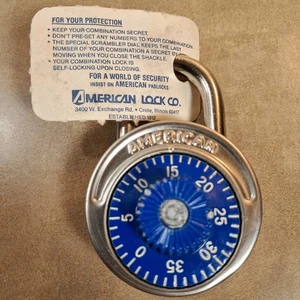 FOR YOUR PROTECTION
• KEEP YOUR COMBINATION SECRET.
• DON'T PRE-SET ANY NUMBERS TO YOUR COMBINATION.
• THE SPECIAL SCRAMBLER DIAL KEEPS THE LAST
NUMBER OF YOUR COMBINATION A SECRET BY
MOVING WHEN YOU CLOSE THE SHACKLE.
• YOUR COMBINATION LOCK IS
SELF-LOCKING UPON CLOSING.
FOR A WORLD OF SECURITY
INSIST ON AMERICAN PADLOCKS
AMERICAN LOCK CO.
3400 W. Exchange Rd. • Crete, Illinois 60417
ESTABLISHED 1912
AMERICAN
0
5
10
15
20
25
30
35